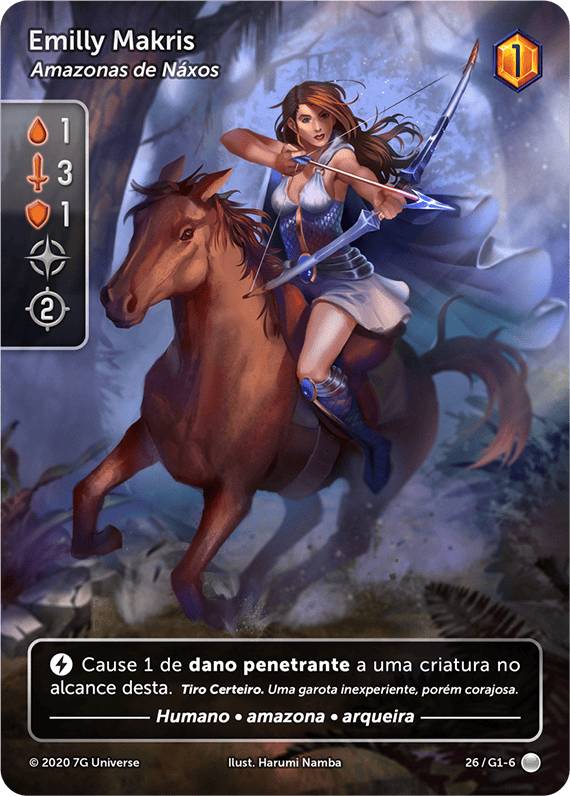 Emilly Makris
Amazonas de Náxos
1
1
3
1
2
Cause 1 de dano penetrante a uma criatura no
alcance desta. Tiro Certeiro. Uma garota inexperiente, porém corajosa.
Humano • amazona • arqueira
© 2020 7G Universe Ilust. Harumi Namba 26 / G1-6